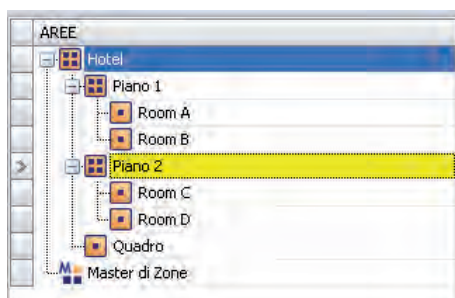 AREE
Hotel
Piano 1
Room A
Room B
Piano 2
Room C
Room D
Quadro
Master di Zone